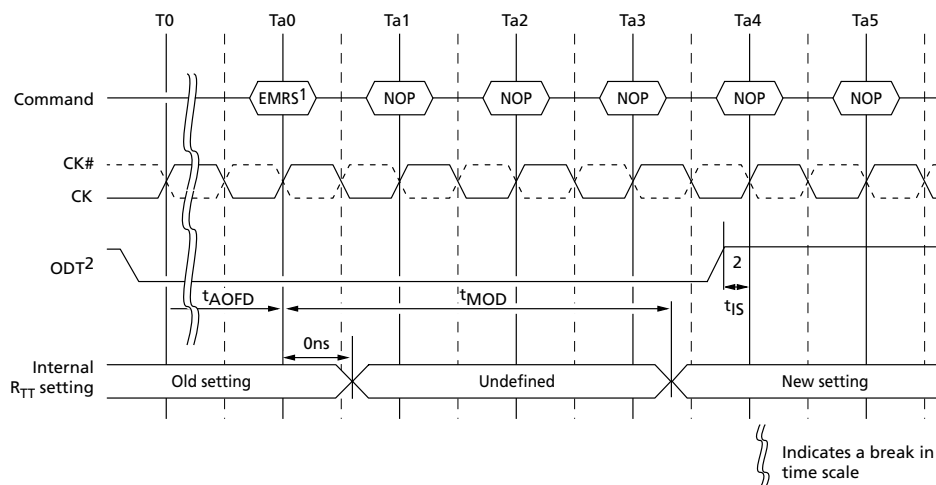 T0 Ta0 Ta1 Ta2 Ta3 Ta4 Ta5
Command EMRS1 NOP NOP NOP NOP NOP
CK#
CK
ODT2 2
tAOFD tMOD tIS
0ns
Internal
RTT setting Old setting Undefined New setting
Indicates a break in
time scale